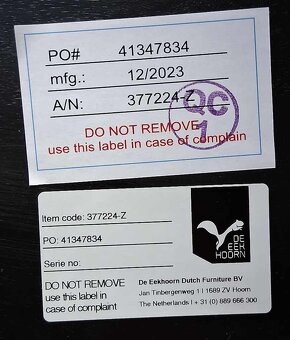 PO# 41347834
mfg.: 12/2023
A/N: 377224-Z
QC
1
DO NOT REMOVE
use this label in case of complain
Item code: 377224-Z
PO: 41347834
Serie no:
DO NOT REMOVE
use this label in
case of complaint
DE
EEK
HOORN
De Eekhoorn Dutch Furniture BV
Jan Tinbergenweg 1 | 1689 ZV Hoorn
The Netherlands | + 31 (0) 889 666 300